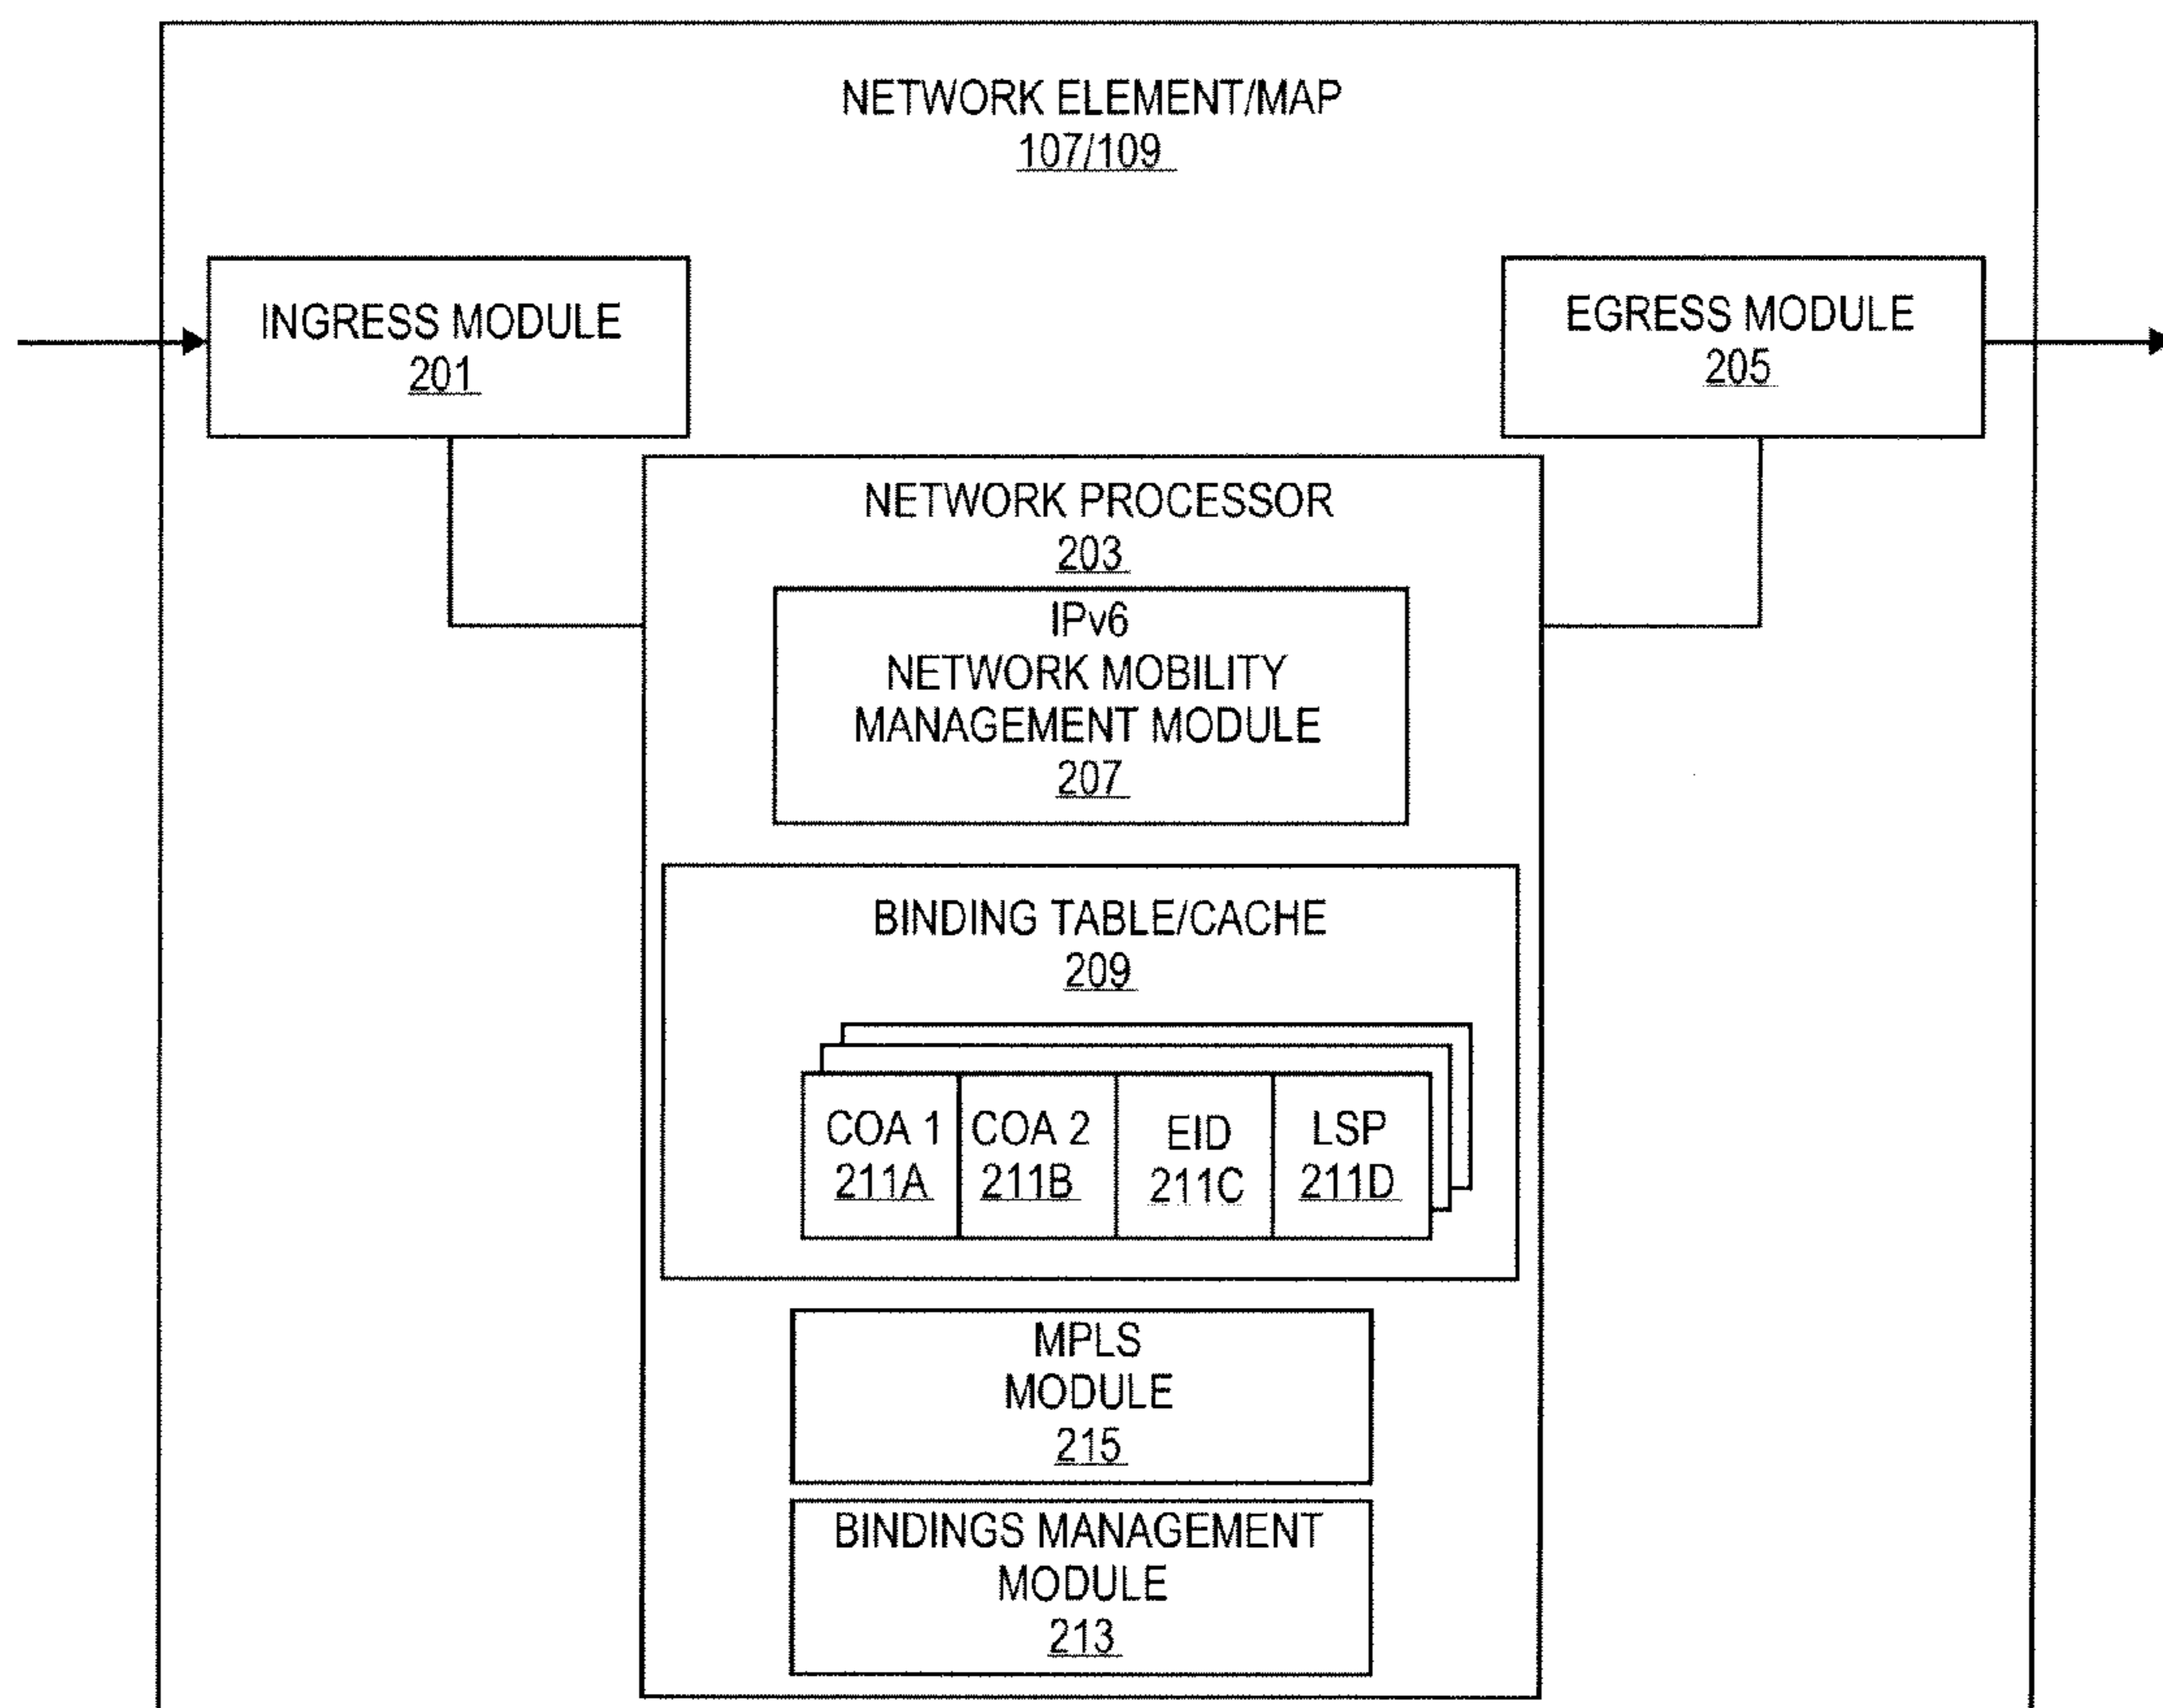 NETWORK ELEMENT/MAP
107/109
INGRESS MODULE
201
EGRESS MODULE
205
NETWORK PROCESSOR
203
IPv6
NETWORK MOBILITY
MANAGEMENT MODULE
207
BINDING TABLE/CACHE
209
COA 1
211A
COA 2
211B
EID
211C
LSP
211D
MPLS
MODULE
215
BINDINGS MANAGEMENT
MODULE
213